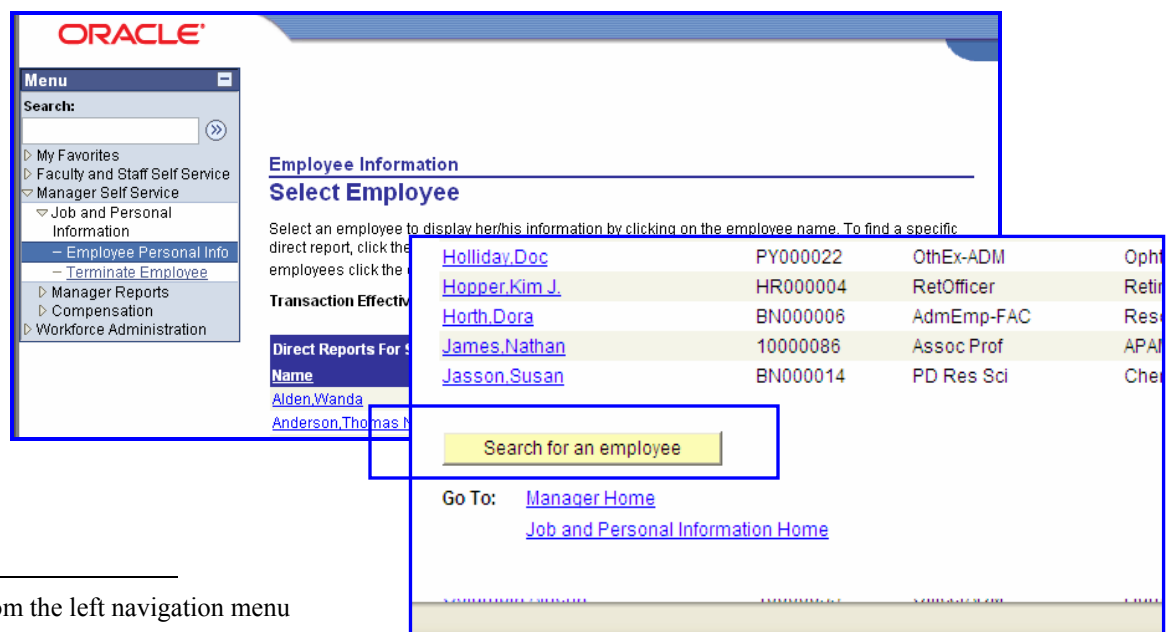 ORACLE
Menu
Search:
My Favorites
Faculty and Staff Self Service
Manager Self Service
Job and Personal
Information
– Employee Personal Info
– Terminate Employee
Manager Reports
Compensation
Workforce Administration
Employee Information
Select Employee
Select an employee to display her/his information by clicking on the employee name. To find a specific
direct report, click the
employees click the
Transaction Effectiv
Direct Reports For S
Name
Alden,Wanda
Anderson,Thomas N
Holliday,Doc PY000022 OthEx-ADM Opht
Hopper,Kim J. HR000004 RetOfficer Retir
Horth,Dora BN000006 AdmEmp-FAC Rese
James,Nathan 10000086 Assoc Prof APAM
Jasson,Susan BN000014 PD Res Sci Cher
Search for an employee
Go To: Manager Home
Job and Personal Information Home
om the left navigation menu